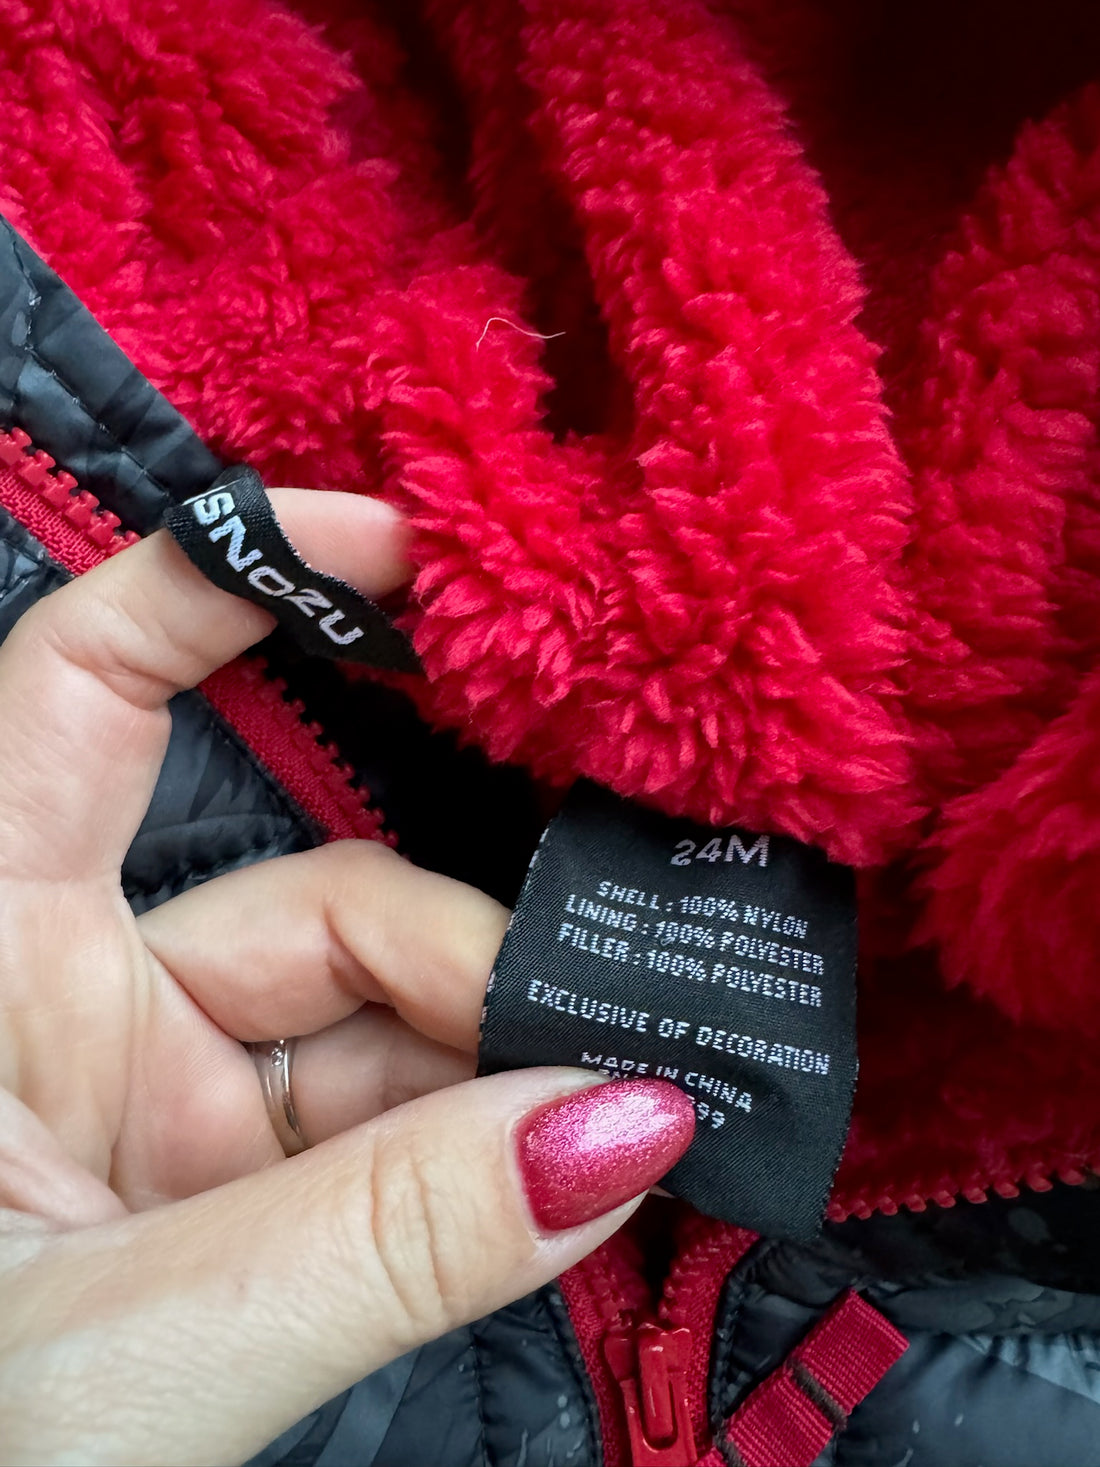 SNOZU
24M
SHELL : 100% NYLON
LINING : 100% POLYESTER
FILLER : 100% POLYESTER
EXCLUSIVE OF DECORATION
MADE IN CHINA